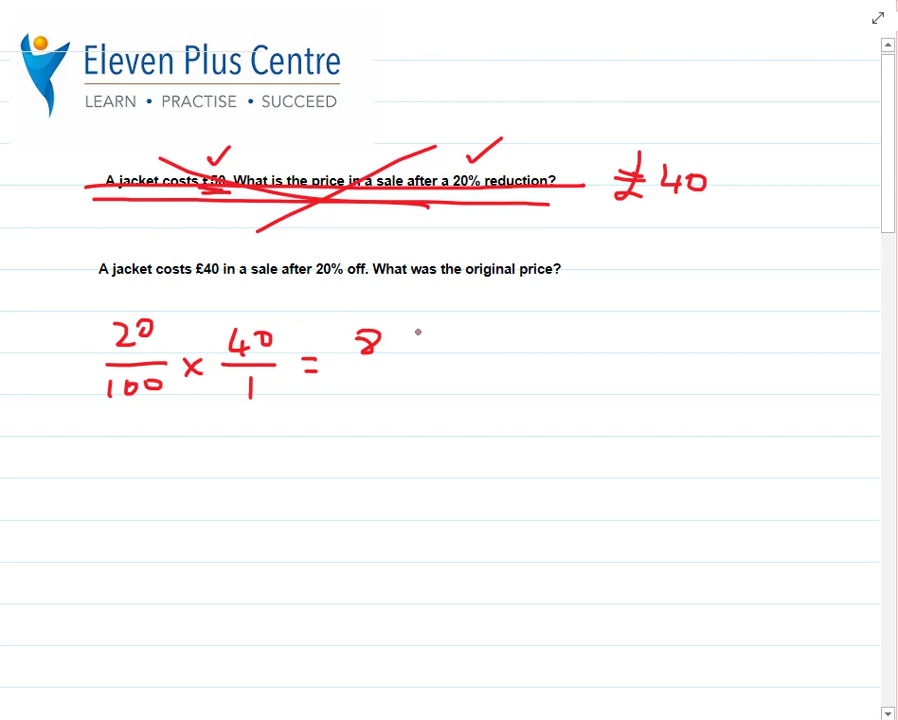 Eleven Plus Centre
LEARN • PRACTISE • SUCCEED
A jacket costs £50. What is the price in a sale after a 20% reduction?
£40
A jacket costs £40 in a sale after 20% off. What was the original price?
20/100 × 40/1 = 8